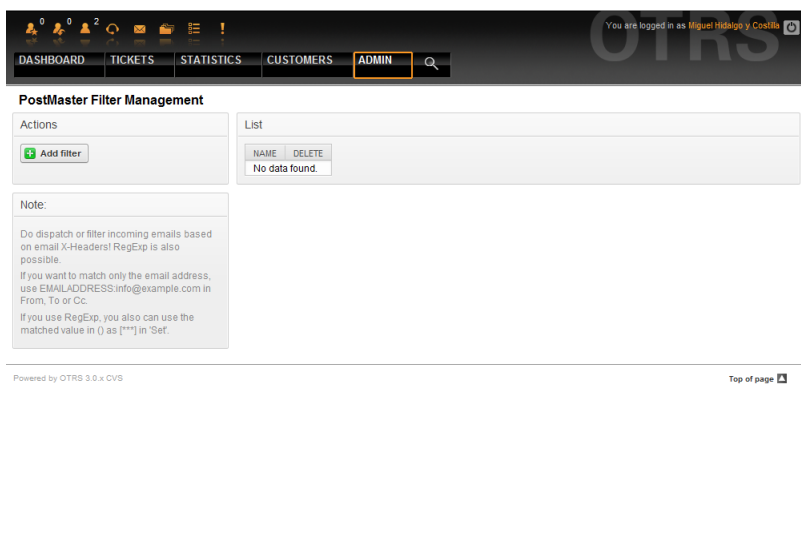 0 0 2
OTRS
You are logged in as Miguel Hidalgo y Costilla
DASHBOARD TICKETS STATISTICS CUSTOMERS ADMIN
PostMaster Filter Management
Actions
Add filter
List
NAME DELETE
No data found.
Note:
Do dispatch or filter incoming emails based
on email X-Headers! RegExp is also
possible.
If you want to match only the email address,
use EMAILADDRESS:info@example.com in
From, To or Cc.
If you use RegExp, you also can use the
matched value in () as [***] in 'Set'.
Powered by OTRS 3.0.x CVS
Top of page